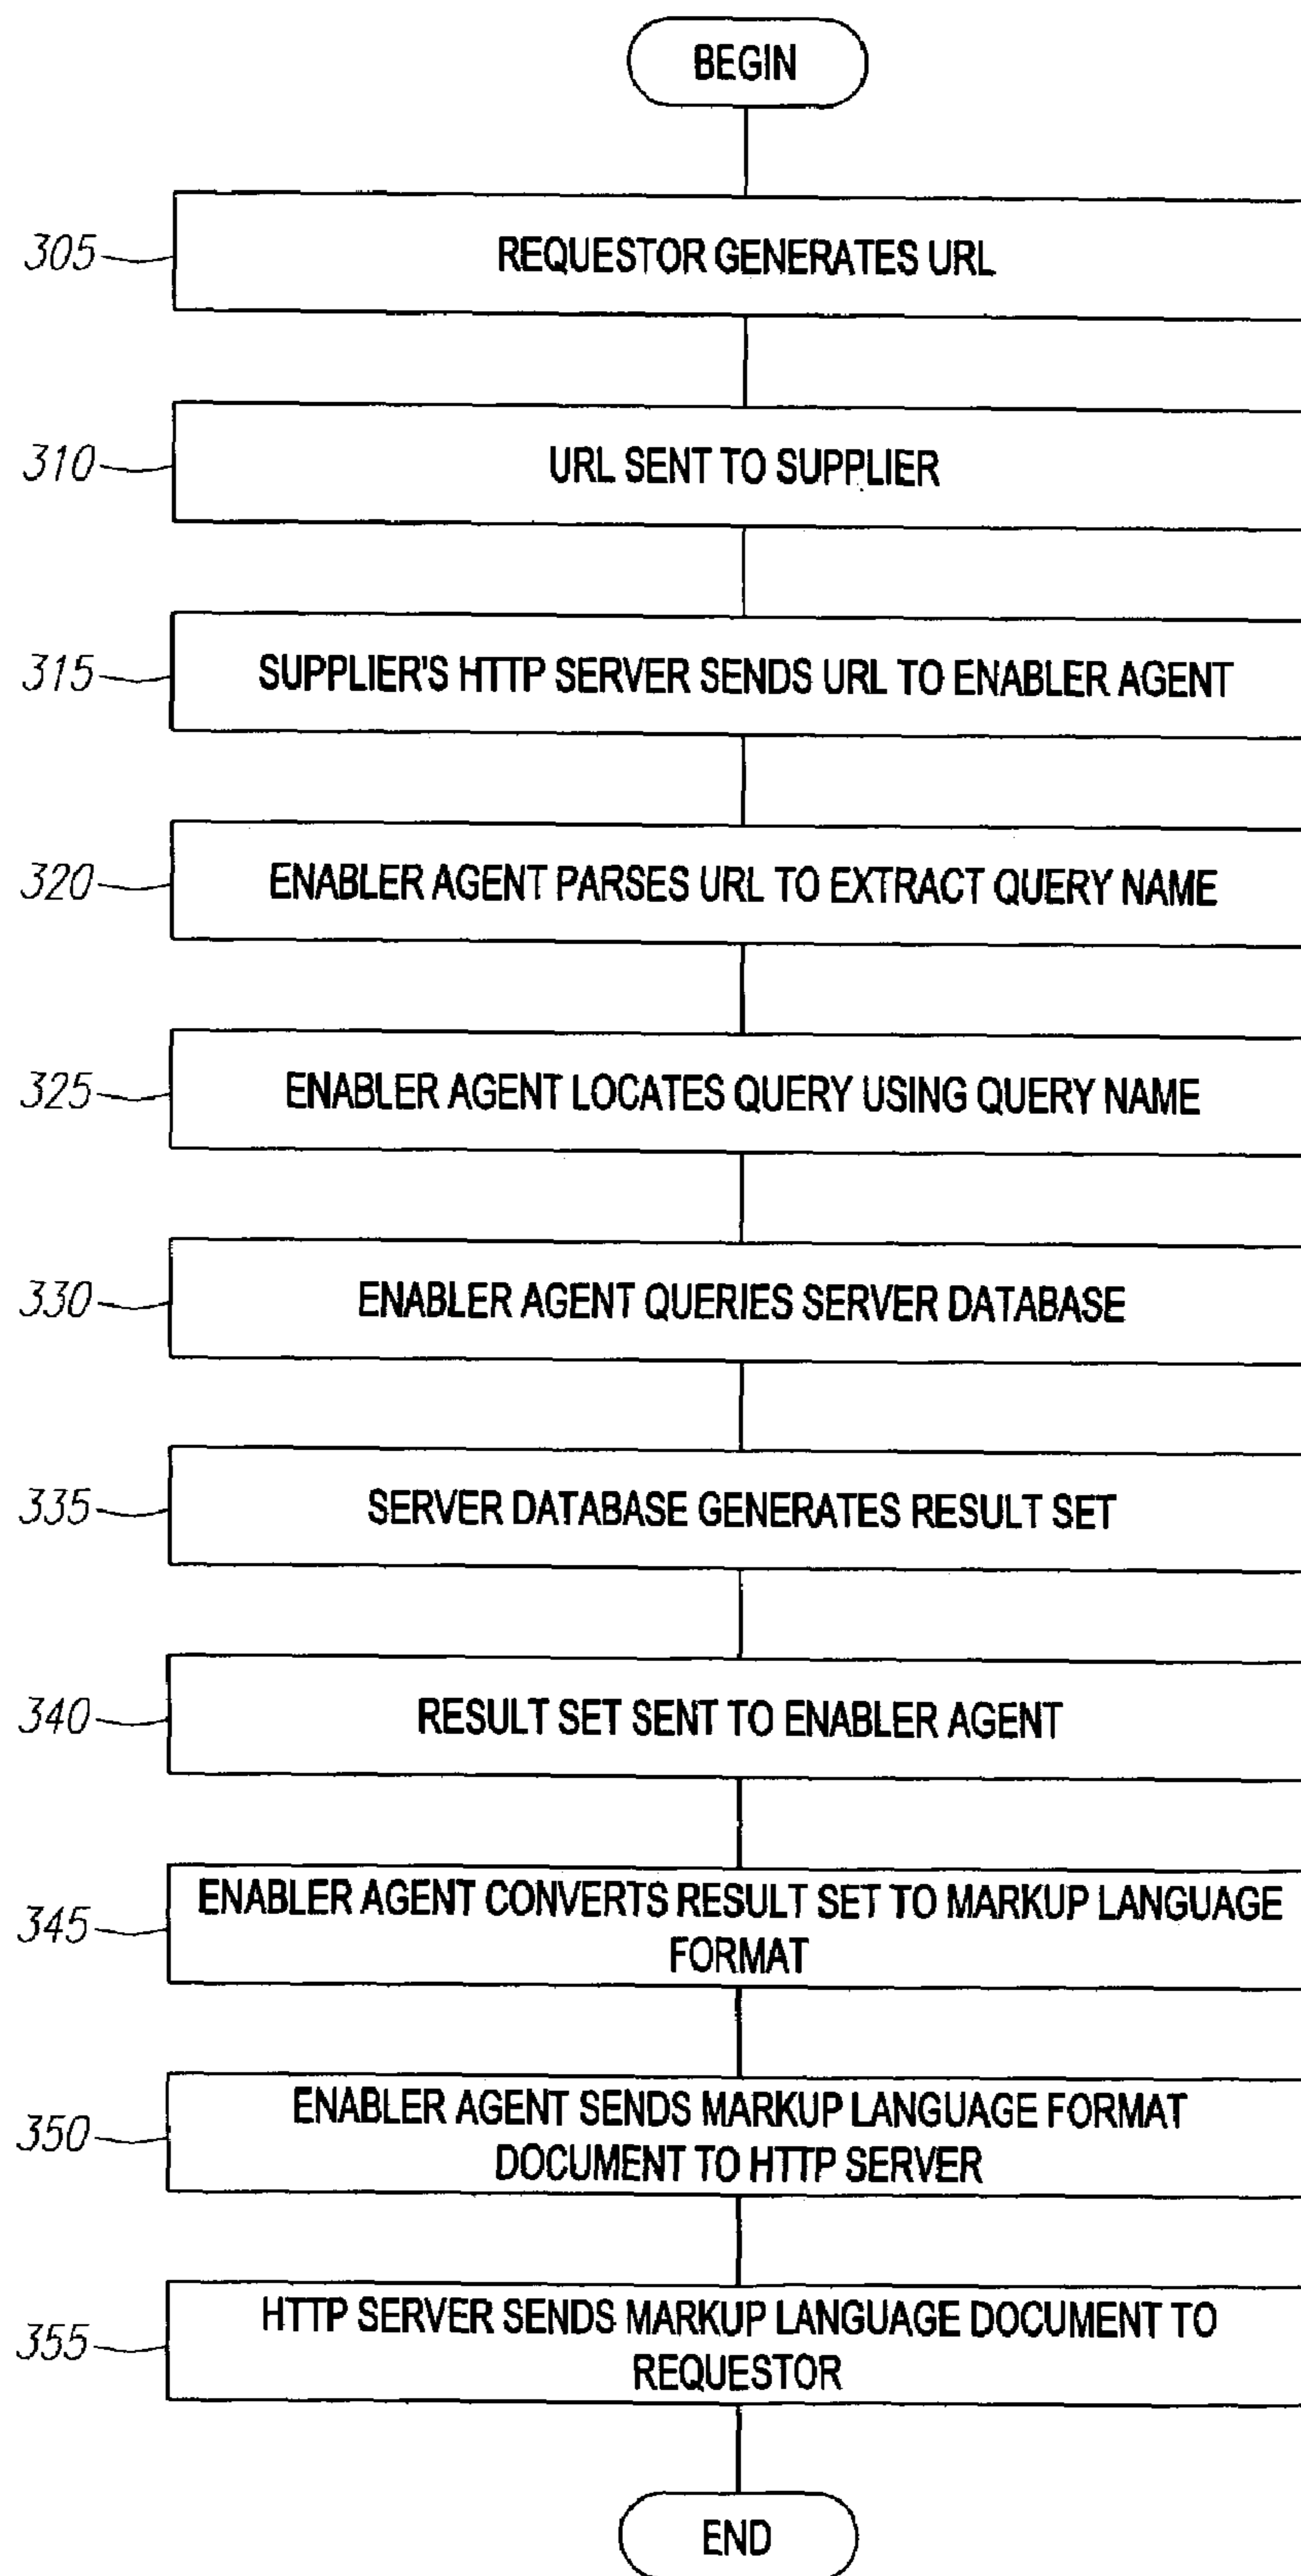 BEGIN
305
REQUESTOR GENERATES URL
310
URL SENT TO SUPPLIER
315
SUPPLIER'S HTTP SERVER SENDS URL TO ENABLER AGENT
320
ENABLER AGENT PARSES URL TO EXTRACT QUERY NAME
325
ENABLER AGENT LOCATES QUERY USING QUERY NAME
330
ENABLER AGENT QUERIES SERVER DATABASE
335
SERVER DATABASE GENERATES RESULT SET
340
RESULT SET SENT TO ENABLER AGENT
345
ENABLER AGENT CONVERTS RESULT SET TO MARKUP LANGUAGE
FORMAT
350
ENABLER AGENT SENDS MARKUP LANGUAGE FORMAT
DOCUMENT TO HTTP SERVER
355
HTTP SERVER SENDS MARKUP LANGUAGE DOCUMENT TO
REQUESTOR
END